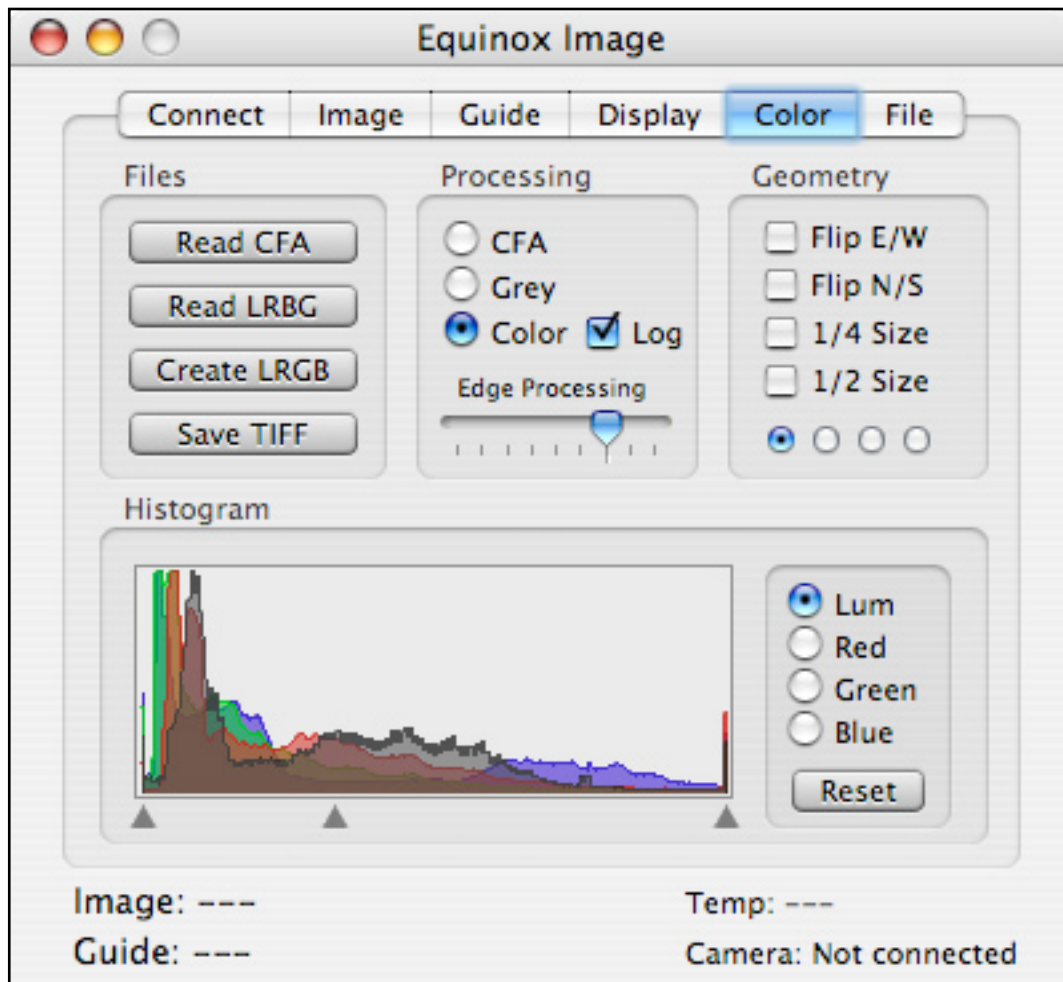 Equinox Image
Connect Image Guide Display Color File
Files Processing Geometry
Read CFA
Read LRBG
Create LRGB
Save TIFF
CFA
Grey
Color Log
Edge Processing
Flip E/W
Flip N/S
1/4 Size
1/2 Size
Histogram
Lum
Red
Green
Blue
Reset
Image: ---
Guide: ---
Temp: ---
Camera: Not connected